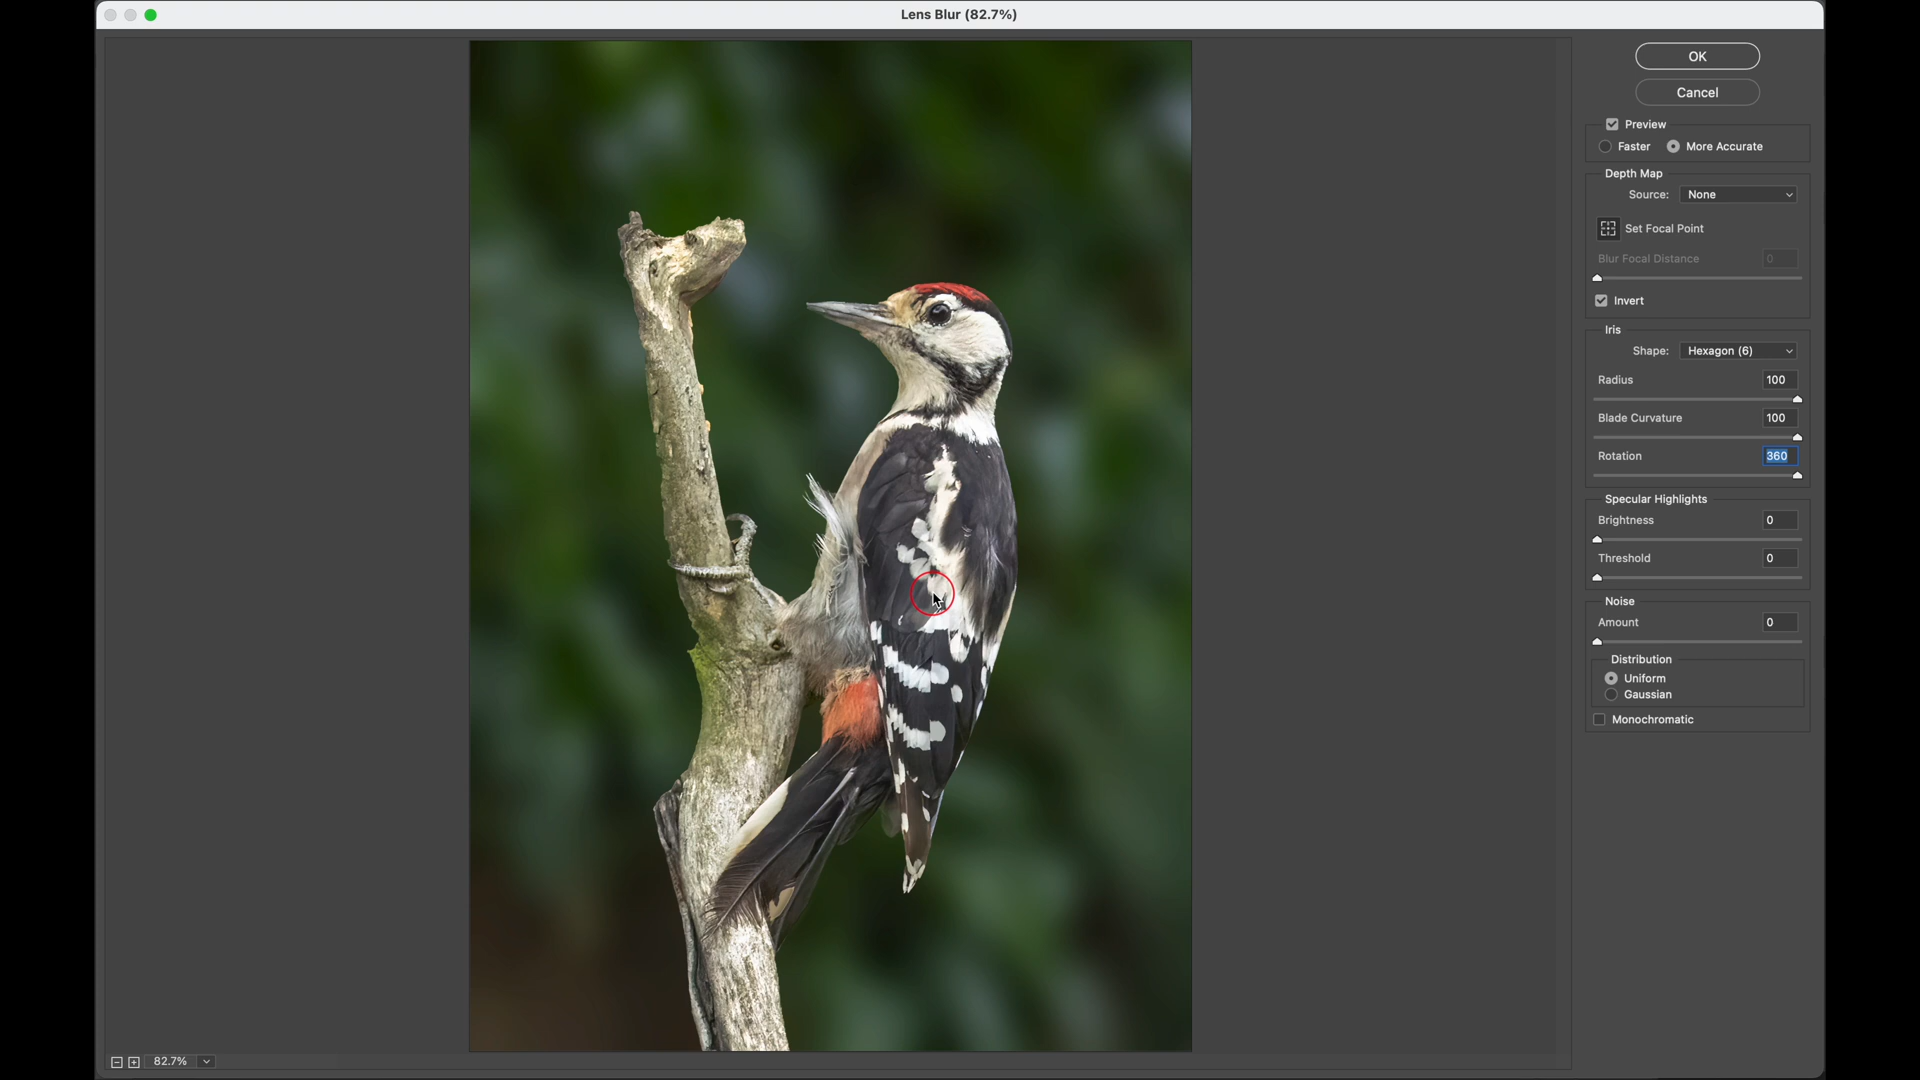 Lens Blur (82.7%)
OK
Cancel
Preview
Faster More Accurate
Depth Map
Source: None
Set Focal Point
Blur Focal Distance 0
Invert
Iris
Shape: Hexagon (6)
Radius 100
Blade Curvature 100
Rotation 360
Specular Highlights
Brightness 0
Threshold 0
Noise
Amount 0
Distribution
Uniform
Gaussian
Monochromatic
82.7%